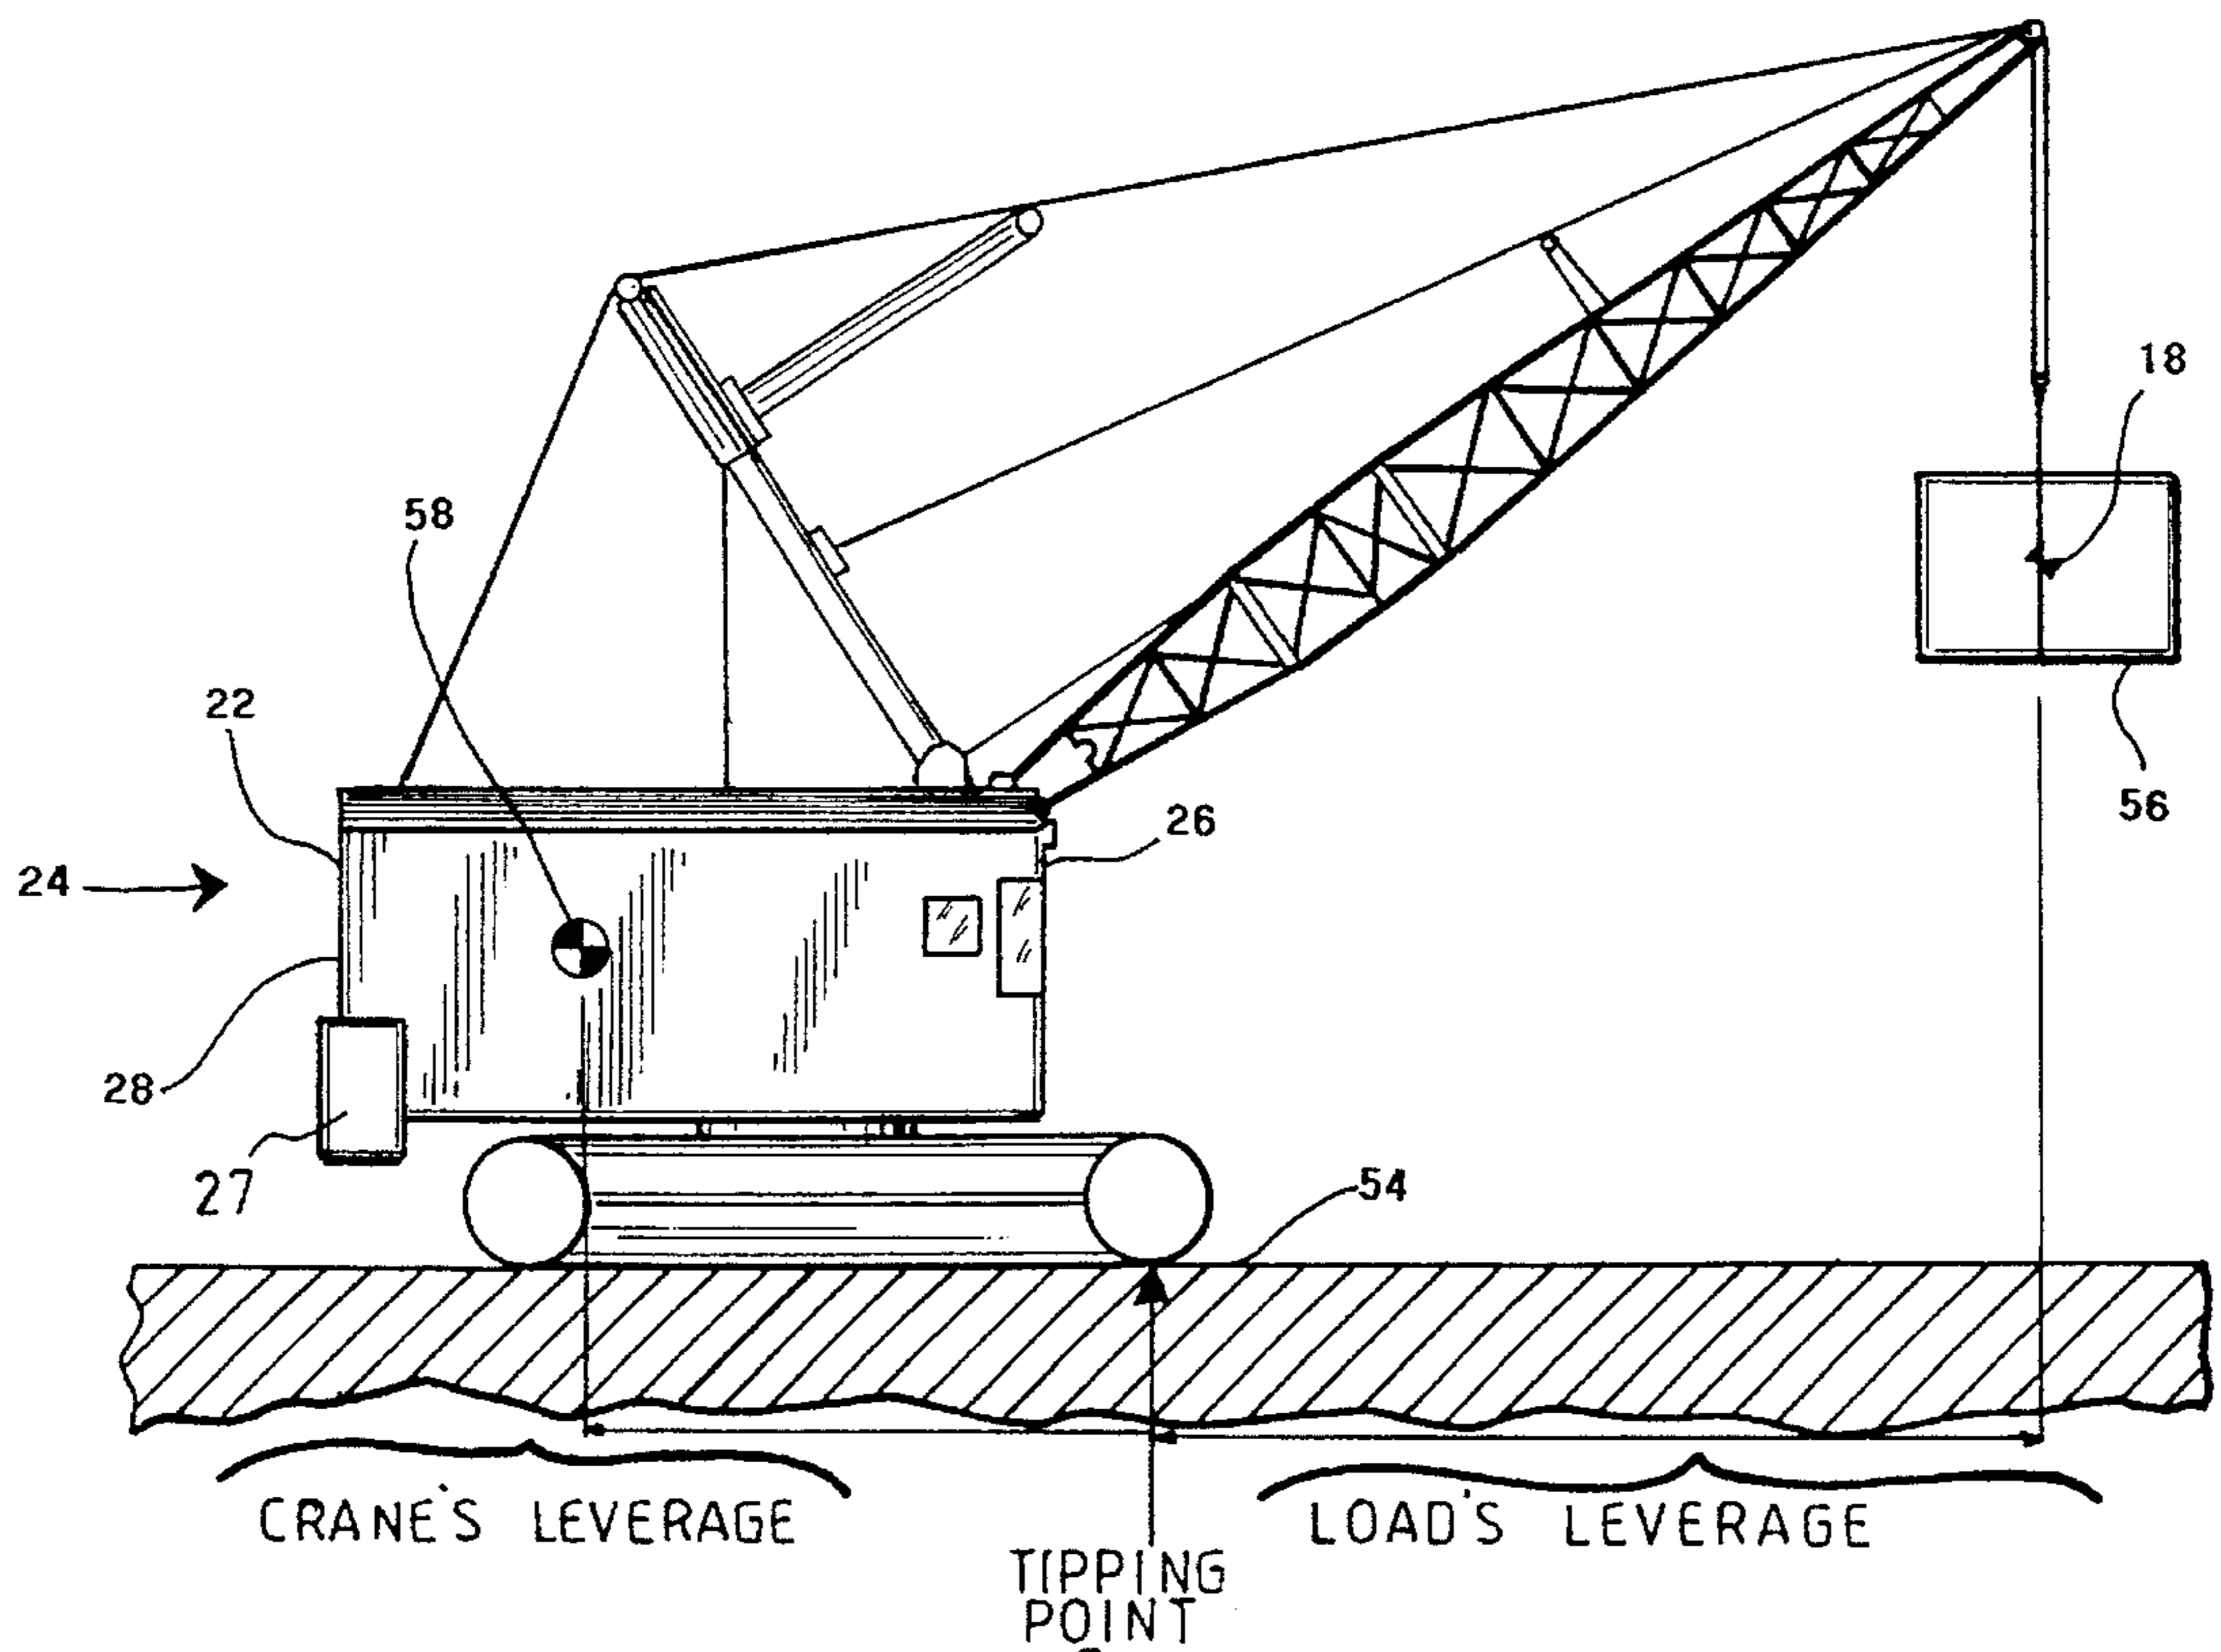 18
58
22
56
26
24
28
54
27
CRANE'S LEVERAGE
LOAD'S LEVERAGE
TIPPING
POINT